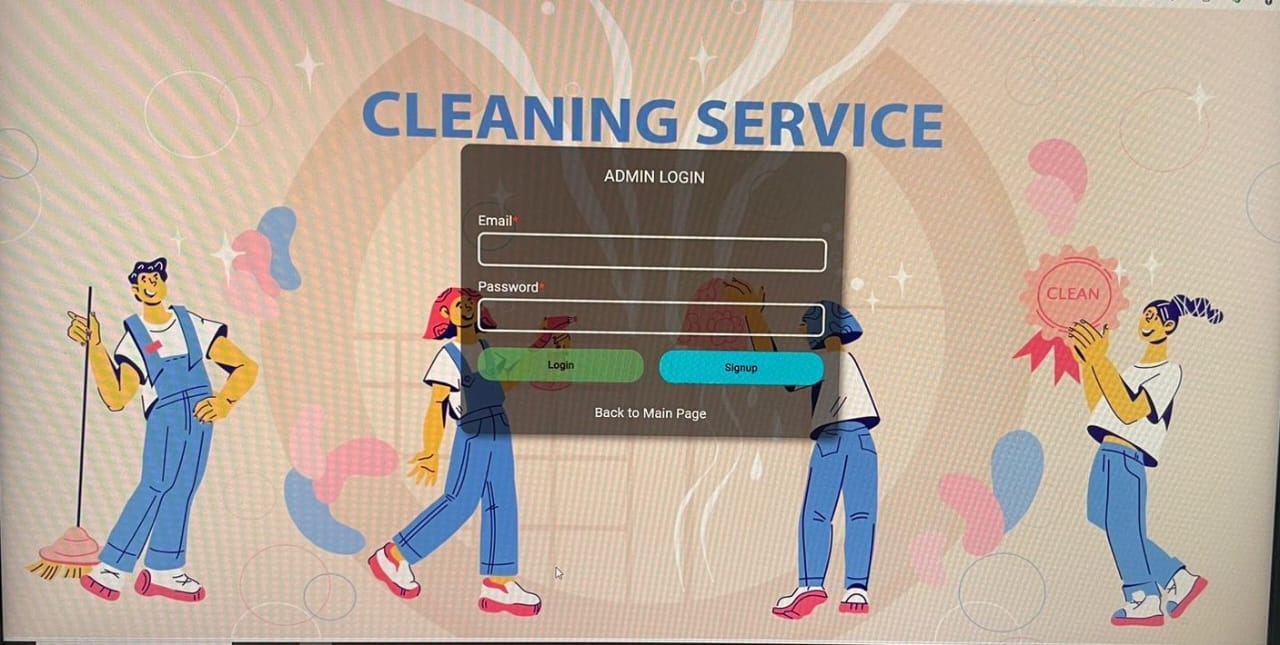 CLEANING SERVICE
ADMIN LOGIN
Email*
Password*
CLEAN
Login
Signup
Back to Main Page